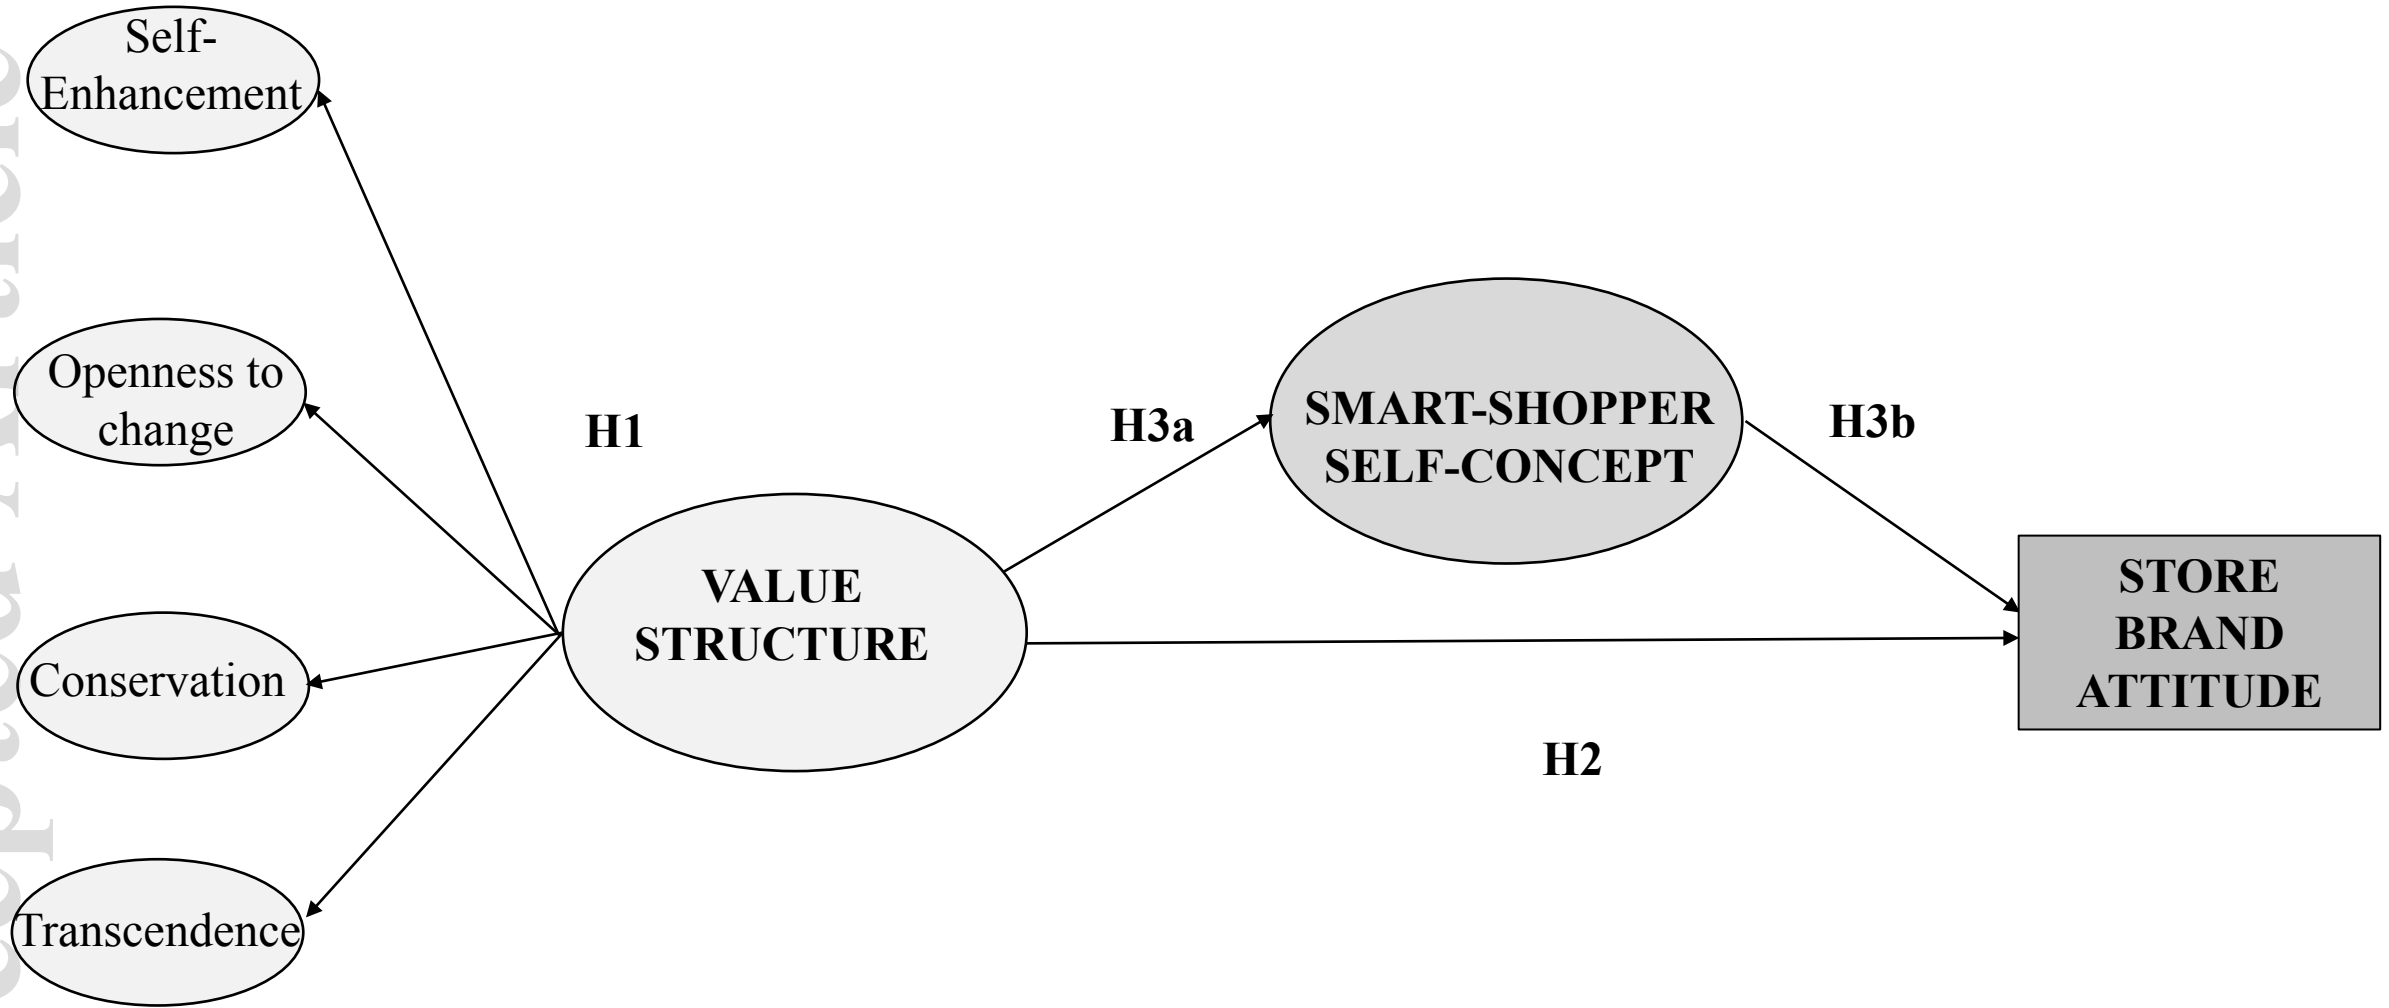 Self-
Enhancement
Openness to
change
Conservation
Transcendence
H1
VALUE
STRUCTURE
H3a
SMART-SHOPPER
SELF-CONCEPT
H3b
H2
STORE
BRAND
ATTITUDE